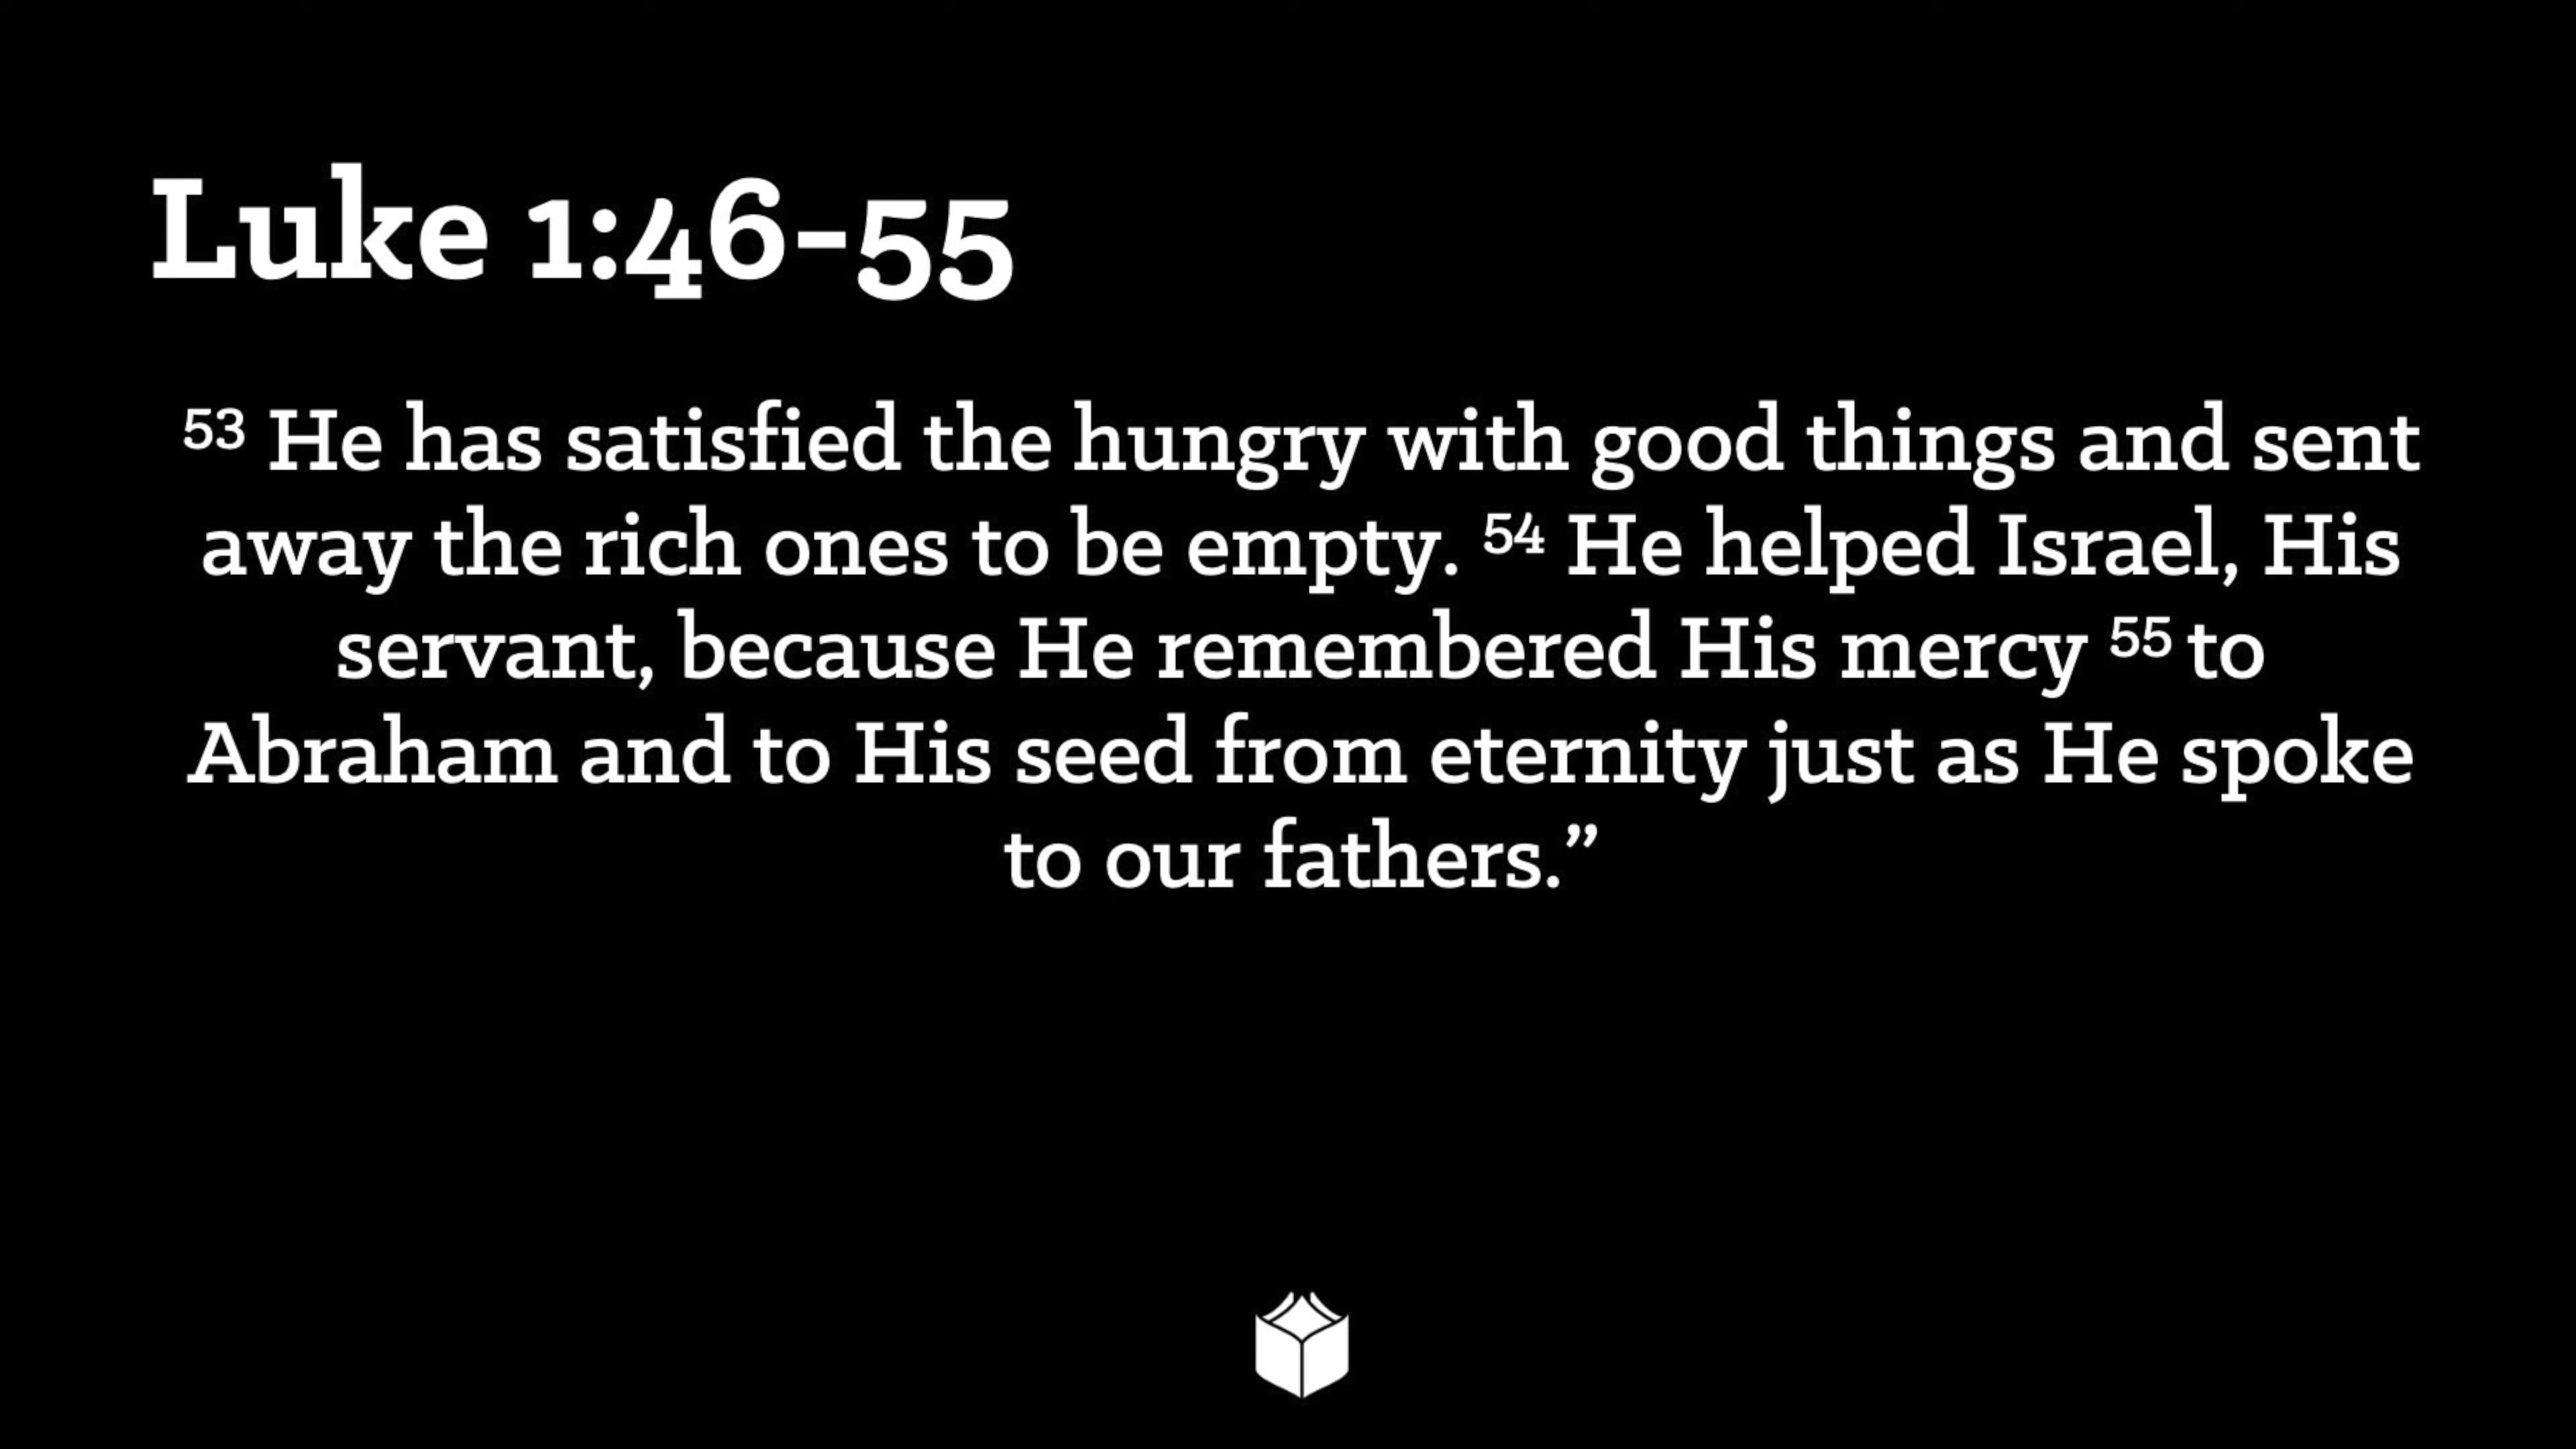 Luke 1:46-55
53 He has satisfied the hungry with good things and sent
away the rich ones to be empty. 54 He helped Israel, His
servant, because He remembered His mercy 55 to
Abraham and to His seed from eternity just as He spoke
to our fathers.”